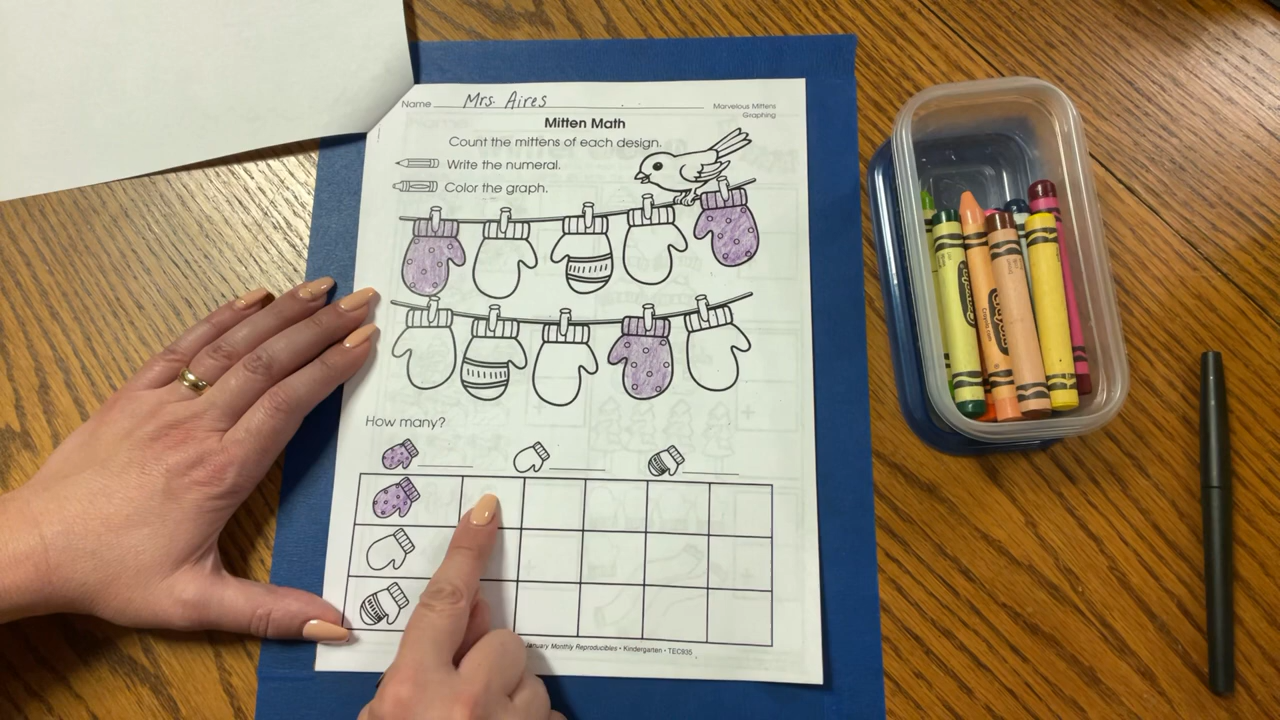 Name Mrs. Aires
Marvelous Mittens
Graphing
Mitten Math
Count the mittens of each design.
Write the numeral.
Color the graph.
How many?
January Monthly Reproducibles • Kindergarten • TEC935
Crayola
Crayola